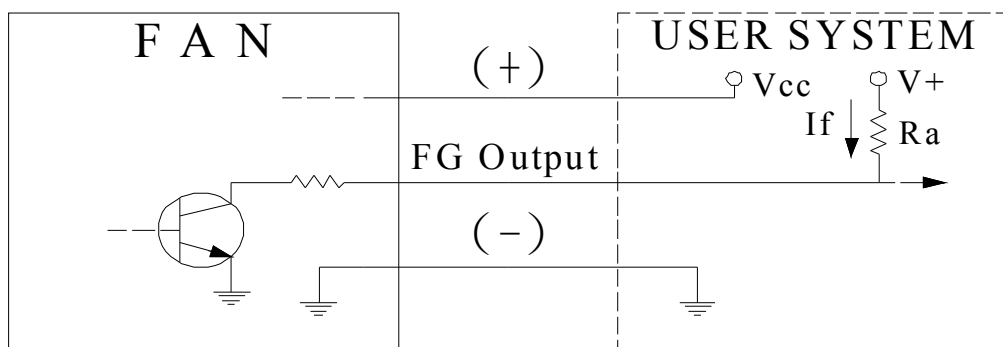 F A N
USER SYSTEM
(+)
Vcc
V+
If
Ra
FG Output
(-)